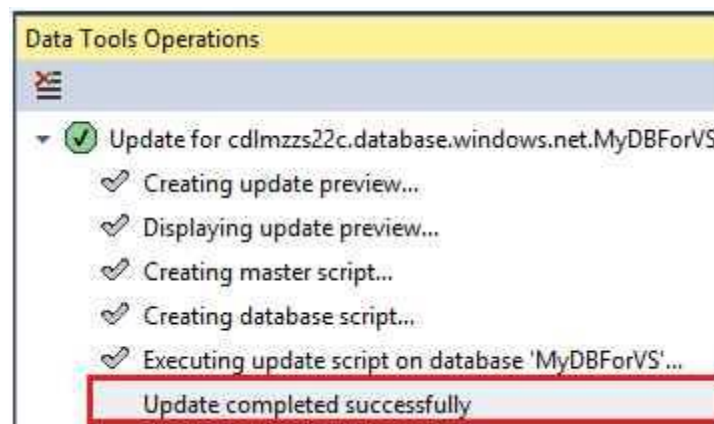 Data Tools Operations
Update for cdlmzzs22c.database.windows.net.MyDBForVS
Creating update preview...
Displaying update preview...
Creating master script...
Creating database script...
Executing update script on database 'MyDBForVS'...
Update completed successfully